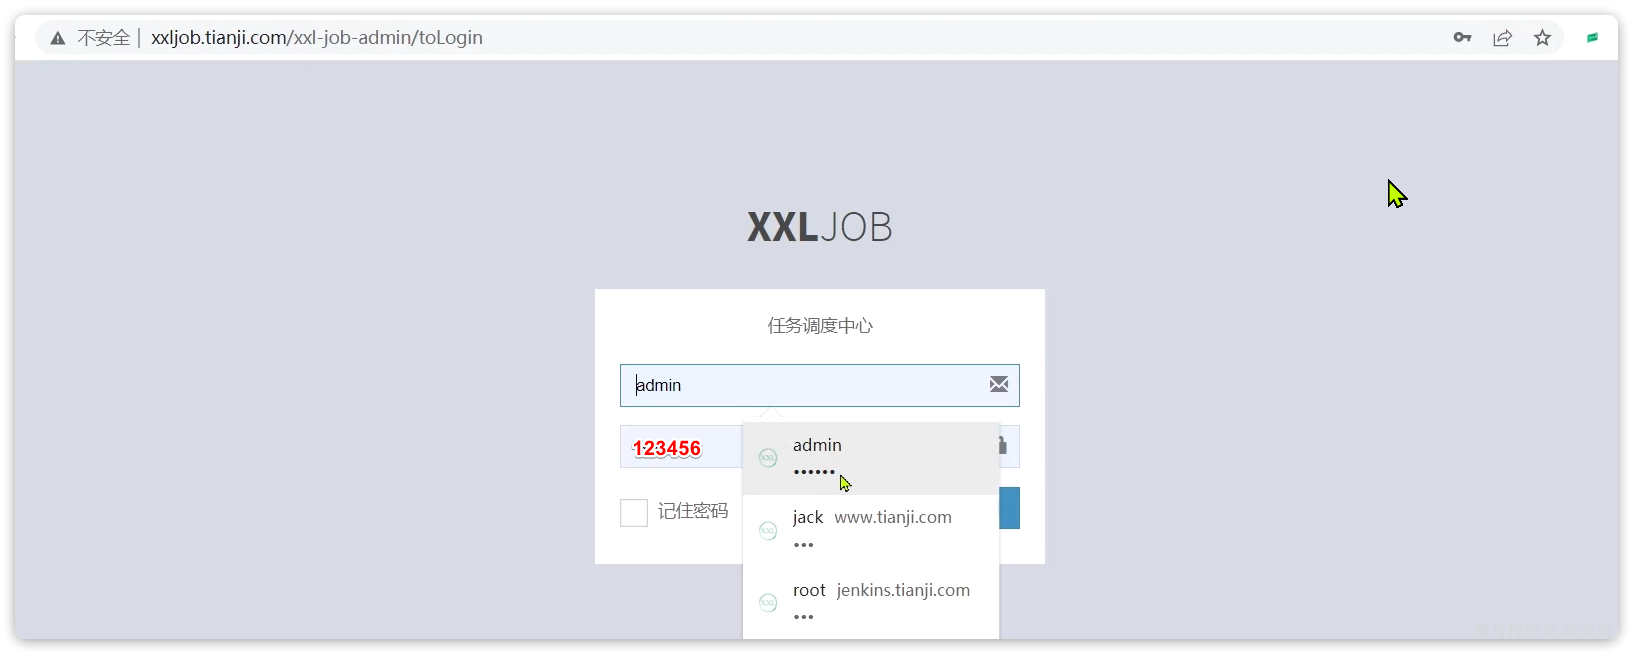 不安全 | xxljob.tianji.com/xxl-job-admin/toLogin
XXLJOB
任务调度中心
admin
123456
admin
••••••
记住密码
jack www.tianji.com
•••
root jenkins.tianji.com
•••